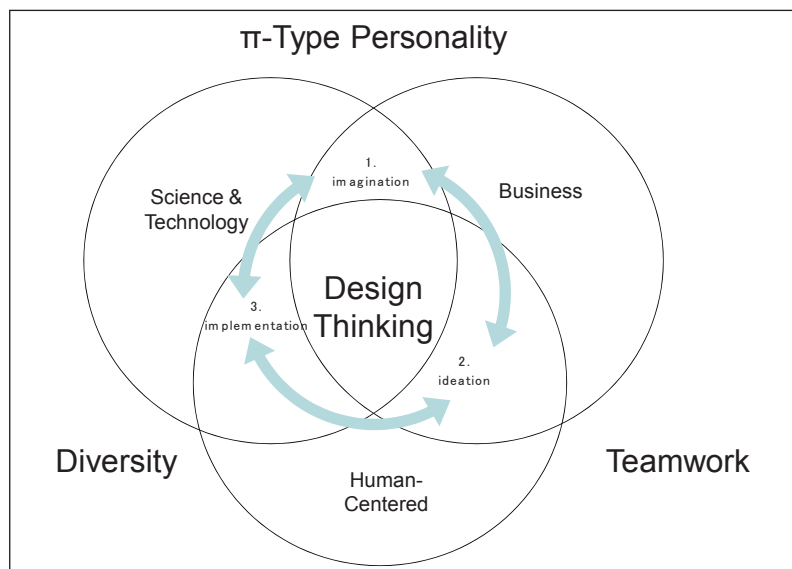 π-Type Personality
1.
imagination
Science &
Technology
Business
Design
Thinking
3.
implementation
2.
ideation
Diversity
Teamwork
Human-
Centered